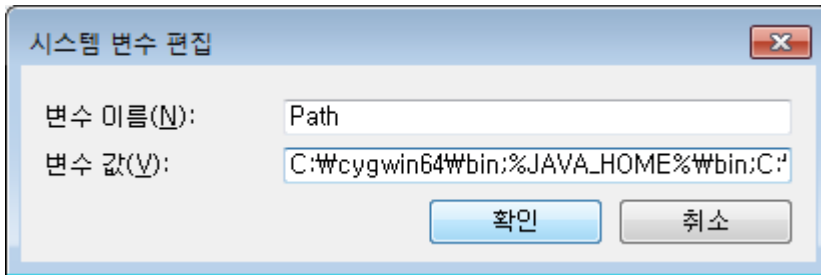 시스템 변수 편집
변수 이름(N): Path
변수 값(V): C:₩cygwin64₩bin;%JAVA_HOME%₩bin;C:
확인 취소